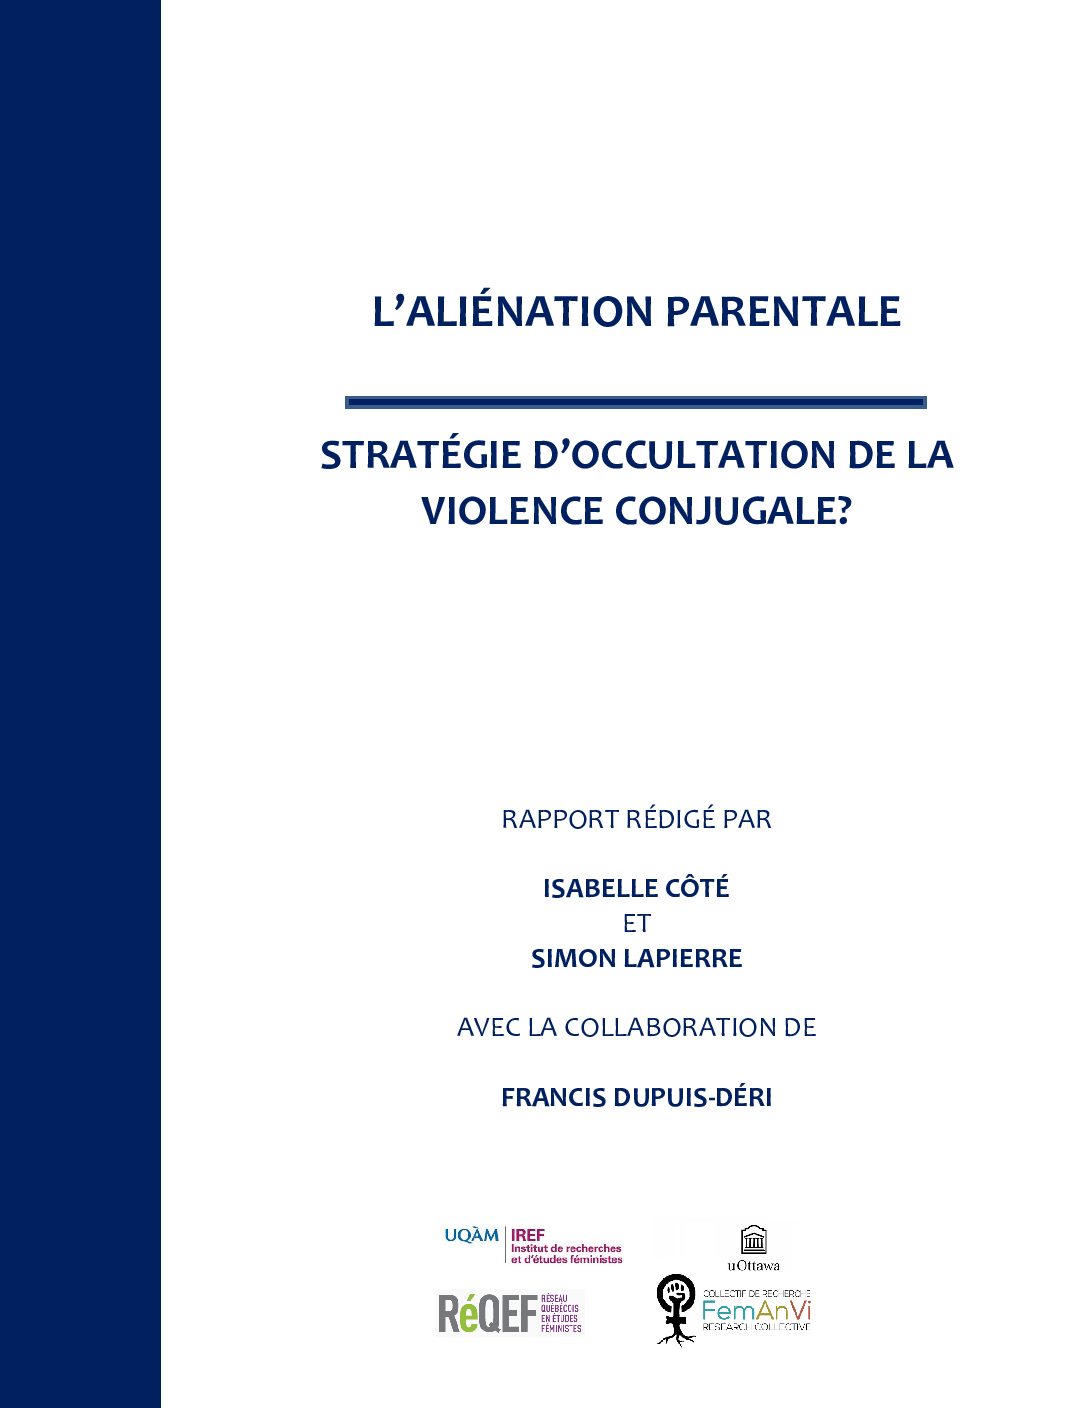 L’ALIÉNATION PARENTALE
STRATÉGIE D’OCCULTATION DE LA
VIOLENCE CONJUGALE?
RAPPORT RÉDIGÉ PAR
ISABELLE CÔTÉ
ET
SIMON LAPIERRE
AVEC LA COLLABORATION DE
FRANCIS DUPUIS-DÉRI
UQÀM IREF
Institut de recherches
et d’études féministes
uOttawa
RéQEF RÉSEAU
QUÉBÉCOIS
EN ÉTUDES
FÉMINISTES
COLLECTIF DE RECHERCHE
FemAnVi
RESEARCH COLLECTIVE